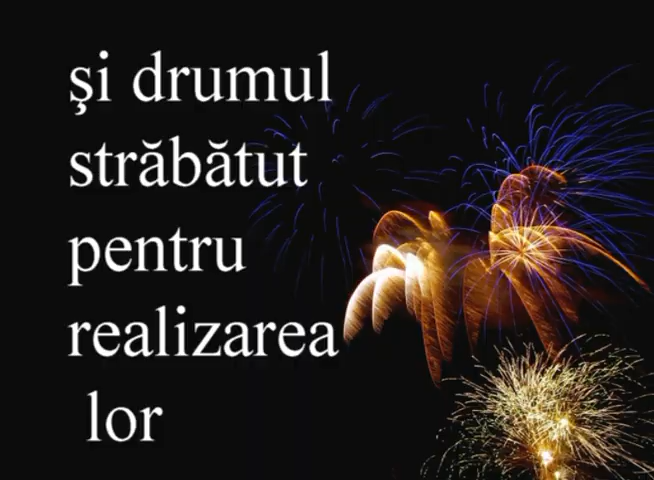 şi drumul
străbătut
pentru
realizarea
lor